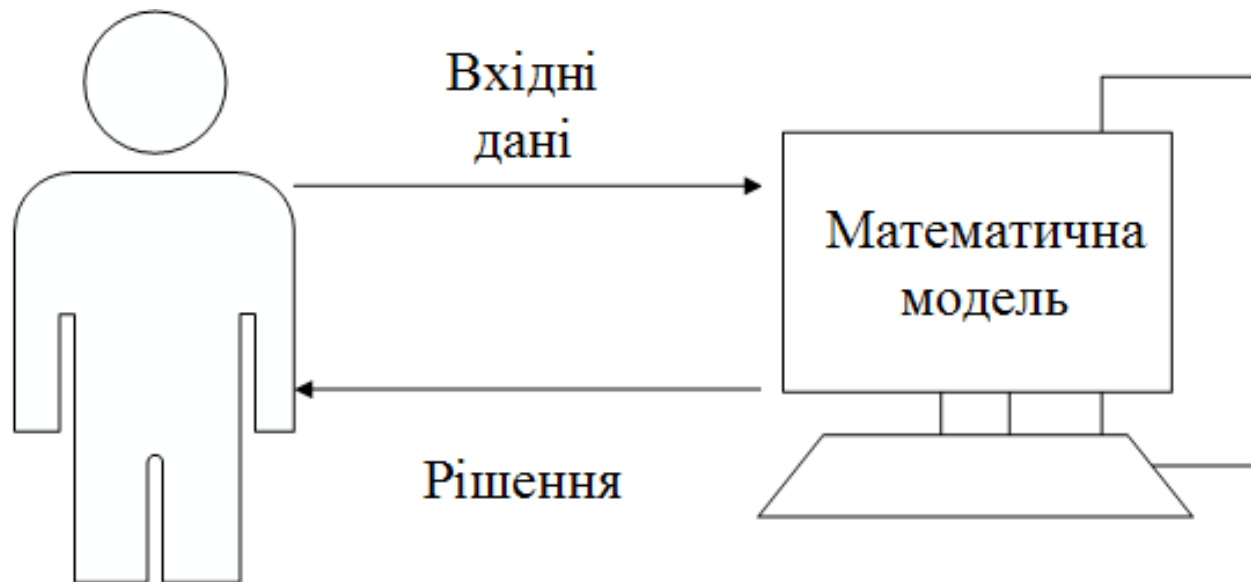 Вхідні
дані
Математична
модель
Рішення